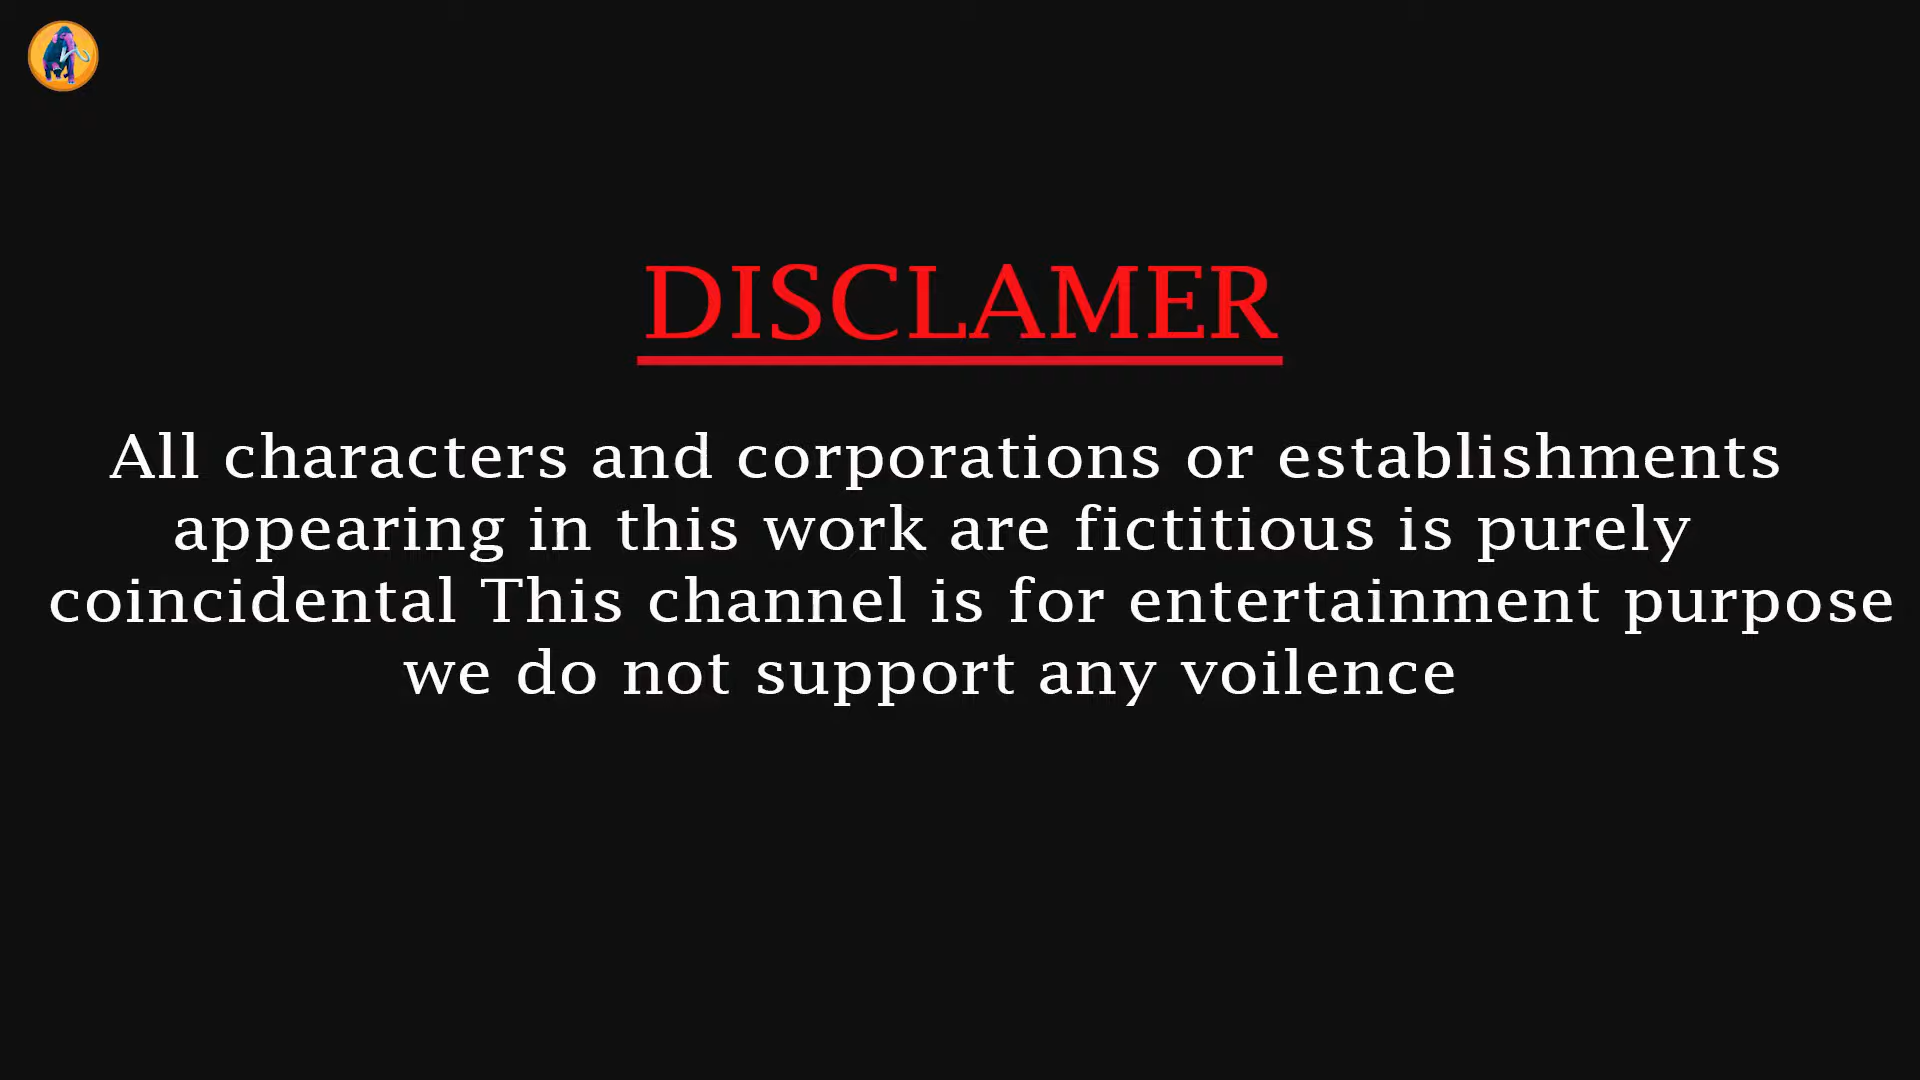 DISCLAMER
All characters and corporations or establishments
appearing in this work are fictitious is purely
coincidental This channel is for entertainment purpose
we do not support any voilence